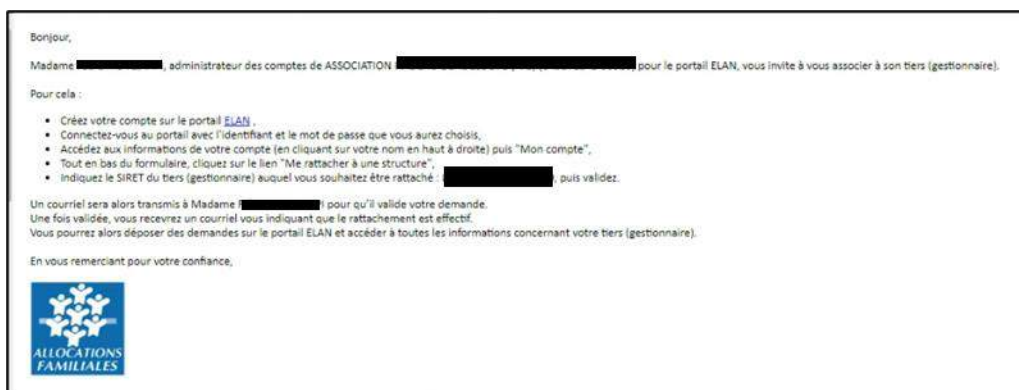 Bonjour,
Madame , administrateur des comptes de ASSOCIATION pour le portail ELAN, vous invite à vous associer à son tiers (gestionnaire).
Pour cela :
• Créez votre compte sur le portail ELAN ,
• Connectez-vous au portail avec l'identifiant et le mot de passe que vous aurez choisis,
• Accédez aux informations de votre compte (en cliquant sur votre nom en haut à droite) puis "Mon compte",
• Tout en bas du formulaire, cliquez sur le lien "Me rattacher à une structure",
• Indiquez le SIRET du tiers (gestionnaire) auquel vous souhaitez être rattaché : , puis validez.
Un courriel sera alors transmis à Madame pour qu'il valide votre demande.
Une fois validée, vous recevrez un courriel vous indiquant que le rattachement est effectif.
Vous pourrez alors déposer des demandes sur le portail ELAN et accéder à toutes les informations concernant votre tiers (gestionnaire).
En vous remerciant pour votre confiance,
ALLOCATIONS
FAMILIALES